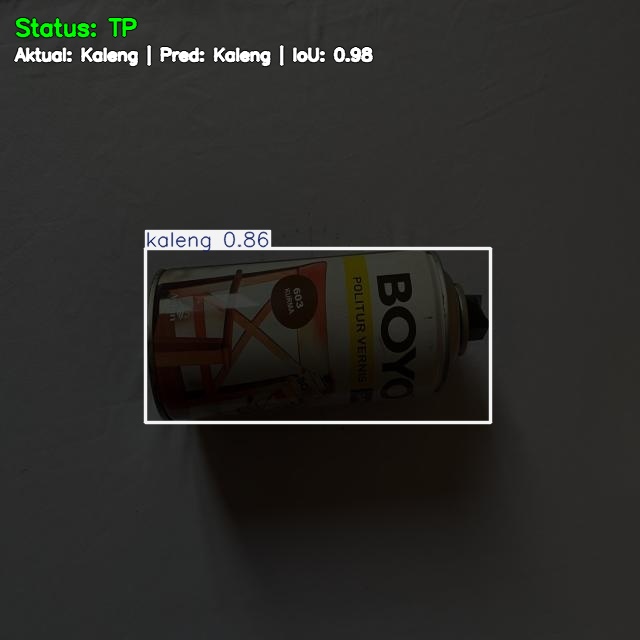 Status: TP
Aktual: Kaleng | Pred: Kaleng | IoU: 0.98
kaleng 0.86
603
KURMA
POLITUR VERNIS
BOYO